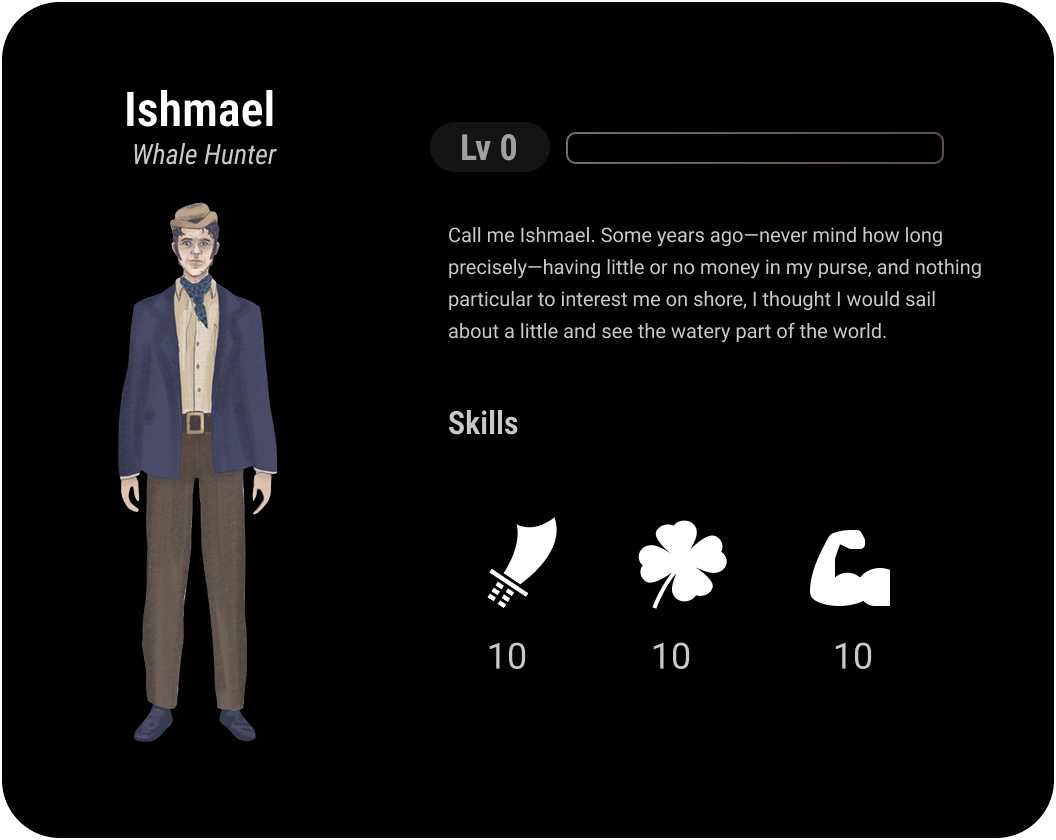 Ishmael
Whale Hunter
Lv 0
Call me Ishmael. Some years ago—never mind how long
precisely—having little or no money in my purse, and nothing
particular to interest me on shore, I thought I would sail
about a little and see the watery part of the world.
Skills
10 10 10